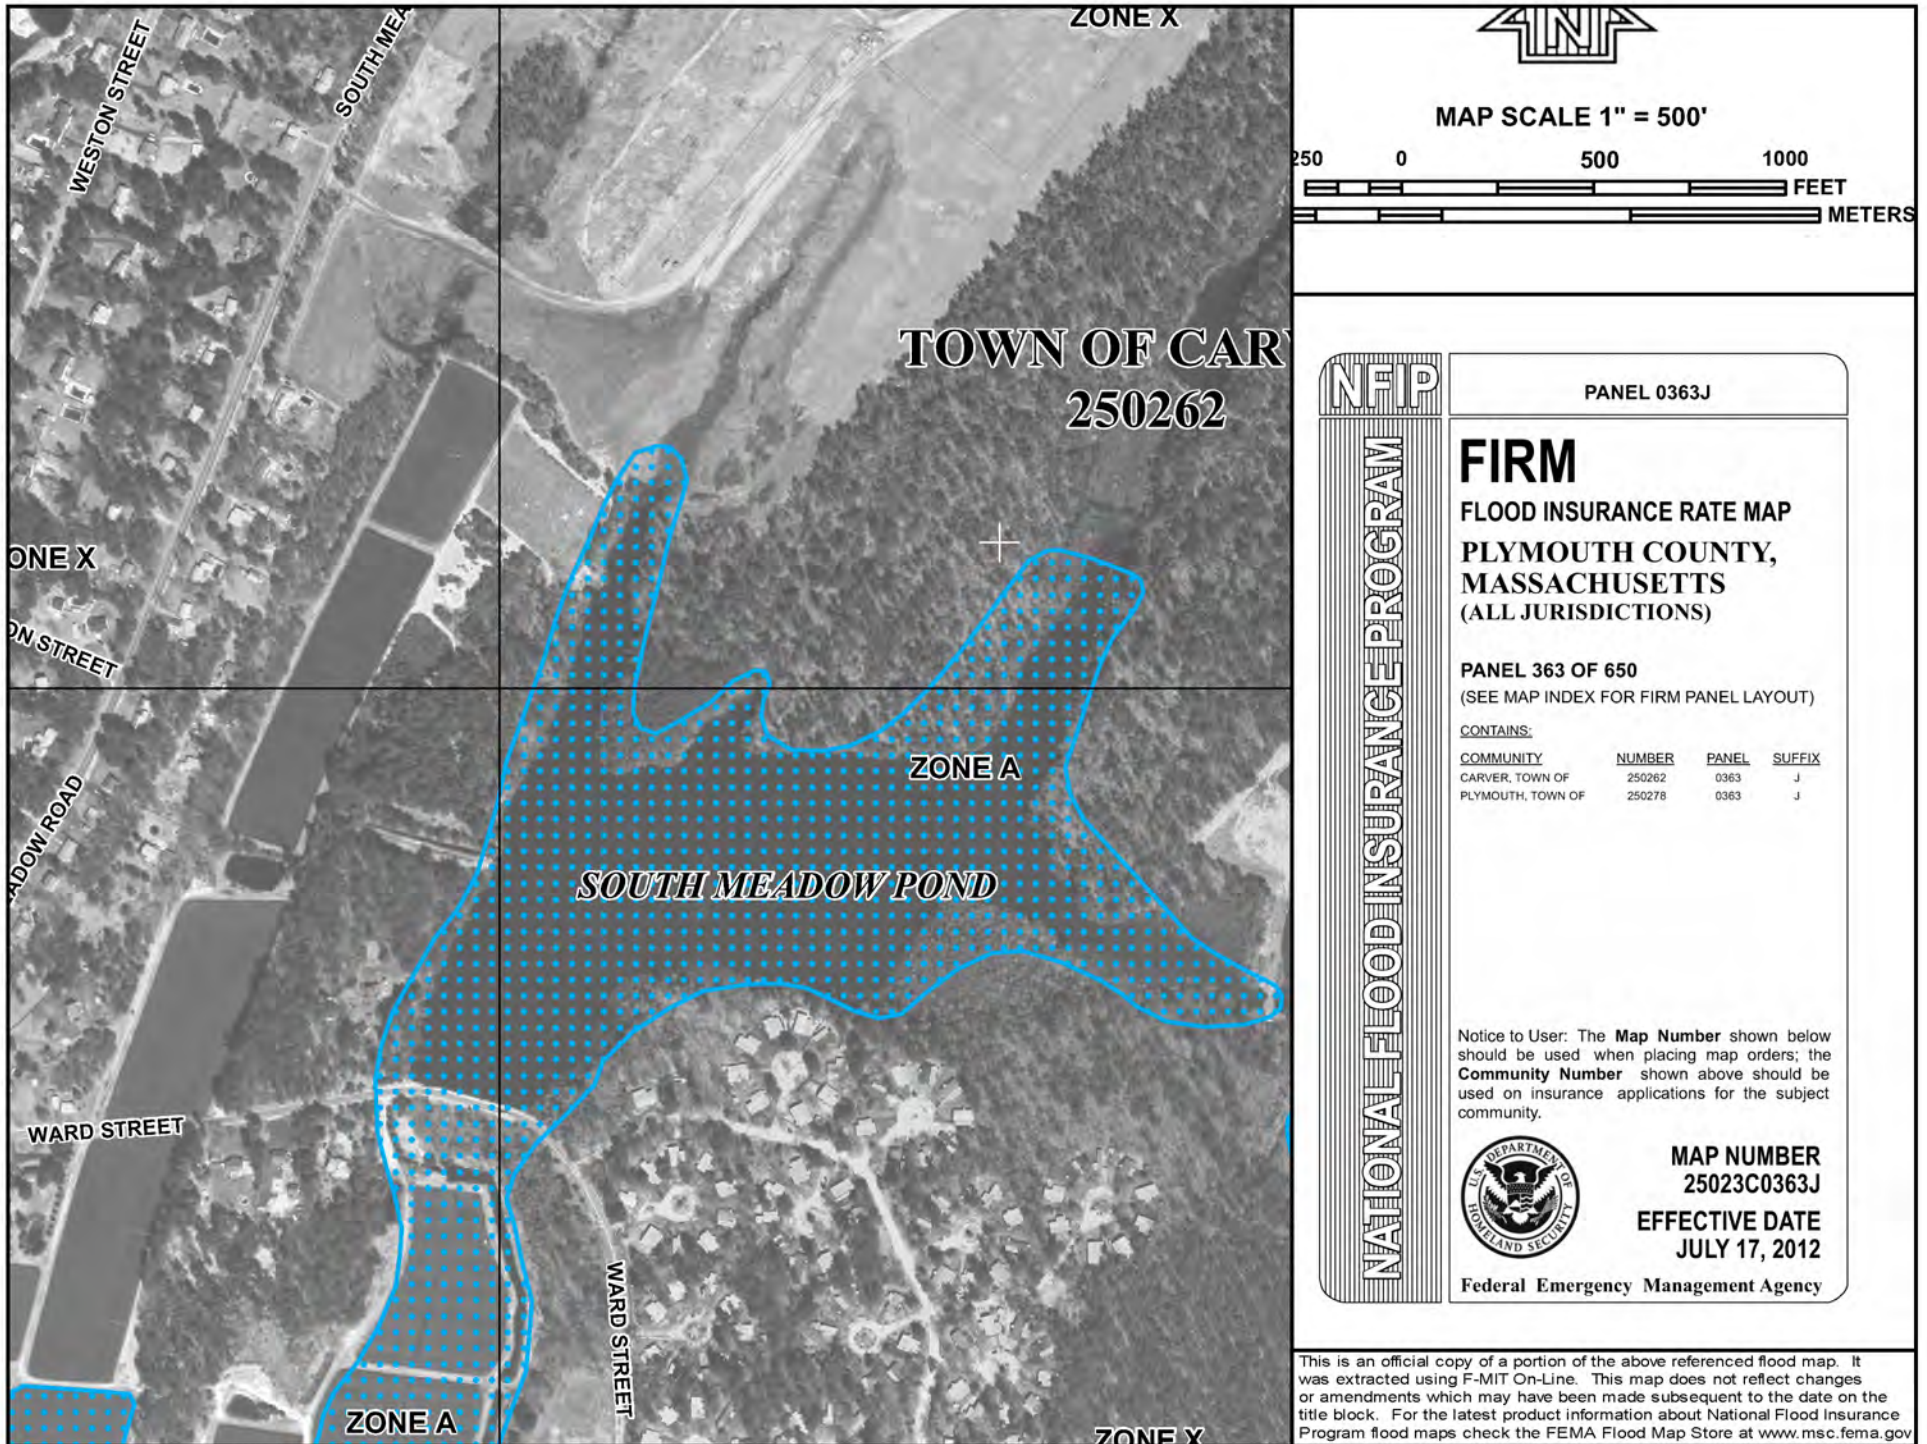 ZONE X
WESTON STREET
SOUTH MEA
TOWN OF CAR
250262
ONE X
ON STREET
ZONE A
SOUTH MEADOW POND
ADOW ROAD
WARD STREET
WARD STREET
ZONE A
ZONE X
N
MAP SCALE 1" = 500'
250 0 500 1000
FEET
METERS
NFIP
PANEL 0363J
NATIONAL FLOOD INSURANCE PROGRAM
FIRM
FLOOD INSURANCE RATE MAP
PLYMOUTH COUNTY,
MASSACHUSETTS
(ALL JURISDICTIONS)
PANEL 363 OF 650
(SEE MAP INDEX FOR FIRM PANEL LAYOUT)
CONTAINS:
COMMUNITY NUMBER PANEL SUFFIX
CARVER, TOWN OF 250262 0363 J
PLYMOUTH, TOWN OF 250278 0363 J
Notice to User: The Map Number shown below
should be used when placing map orders; the
Community Number shown above should be
used on insurance applications for the subject
community.
U.S. DEPARTMENT OF HOMELAND SECURITY
MAP NUMBER
25023C0363J
EFFECTIVE DATE
JULY 17, 2012
Federal Emergency Management Agency
This is an official copy of a portion of the above referenced flood map. It
was extracted using F-MIT On-Line. This map does not reflect changes
or amendments which may have been made subsequent to the date on the
title block. For the latest product information about National Flood Insurance
Program flood maps check the FEMA Flood Map Store at www.msc.fema.gov